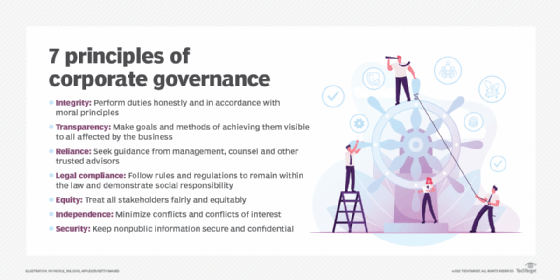 7 principles of
corporate governance
Integrity: Perform duties honestly and in accordance with
moral principles
Transparency: Make goals and methods of achieving them visible
to all affected by the business
Reliance: Seek guidance from management, counsel and other
trusted advisors
Legal compliance: Follow rules and regulations to remain within
the law and demonstrate social responsibility
Equity: Treat all stakeholders fairly and equitably
Independence: Minimize conflicts and conflicts of interest
Security: Keep nonpublic information secure and confidential
TechTarget